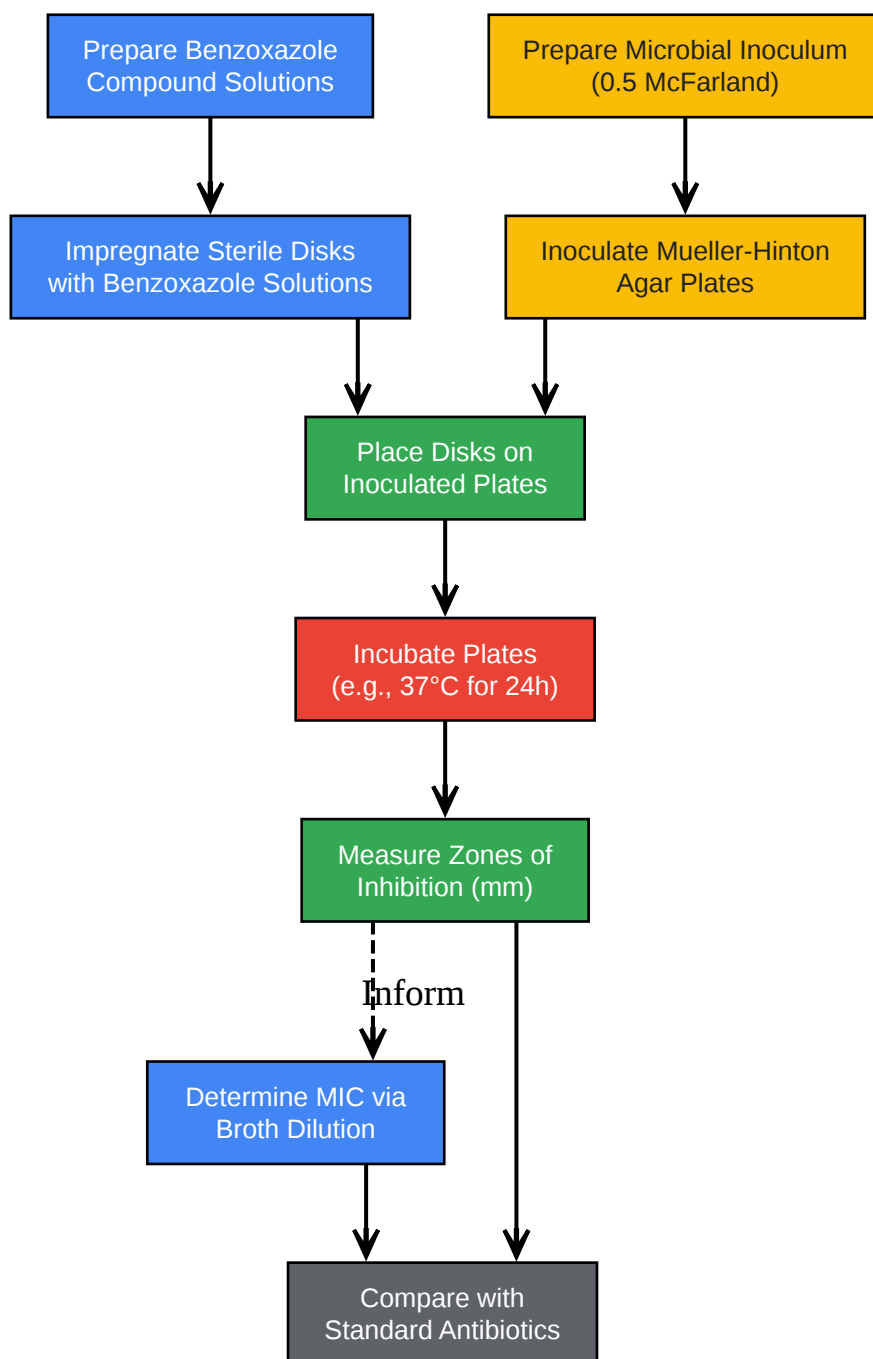 Prepare Benzoxazole
Compound Solutions
Prepare Microbial Inoculum
(0.5 McFarland)
Impregnate Sterile Disks
with Benzoxazole Solutions
Inoculate Mueller-Hinton
Agar Plates
Place Disks on
Inoculated Plates
Incubate Plates
(e.g., 37°C for 24h)
Measure Zones of
Inhibition (mm)
Inform
Determine MIC via
Broth Dilution
Compare with
Standard Antibiotics